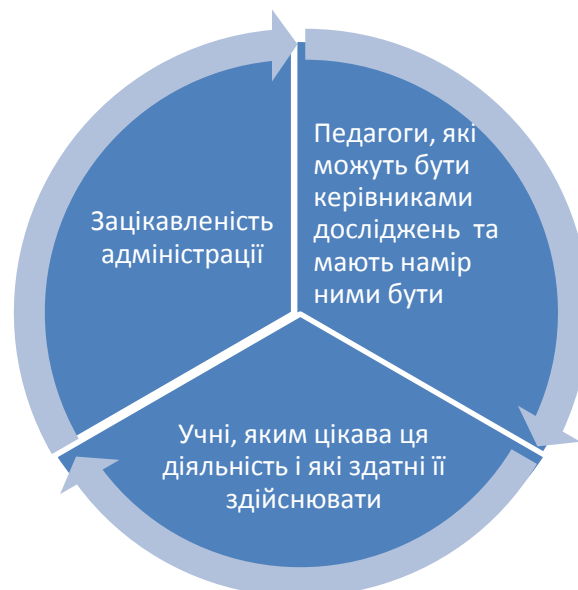 Зацікавленість
адміністрації
Педагоги, які
можуть бути
керівниками
досліджень та
мають намір
ними бути
Учні, яким цікава ця
діяльність і які здатні її
здійснювати